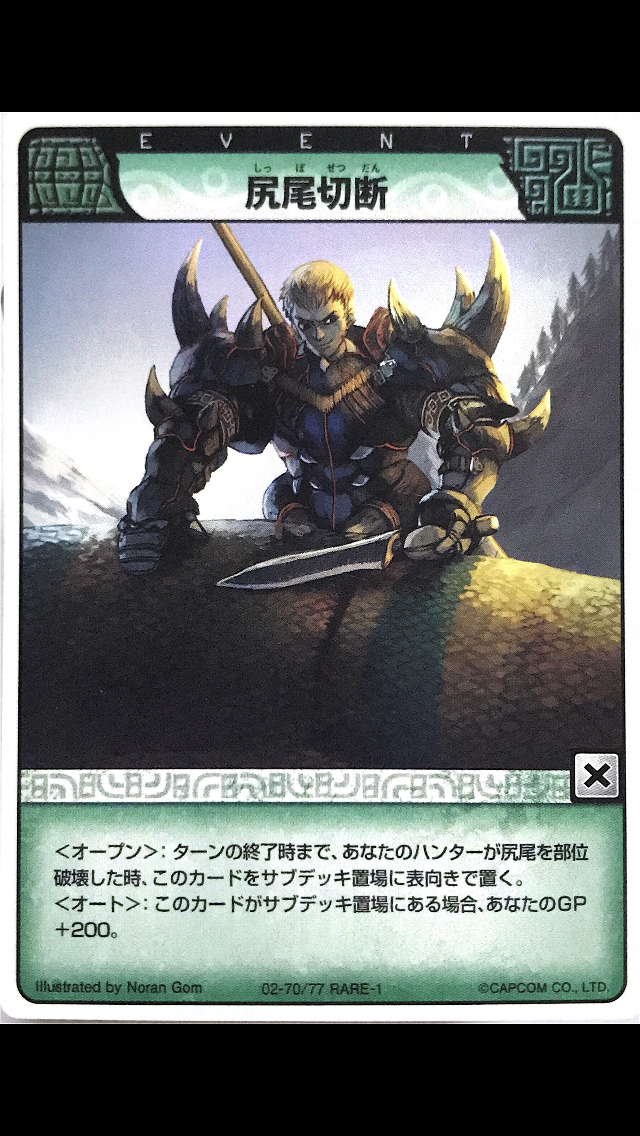 EVENT
しっぽせつだん
尻尾切断
<オープン>：ターンの終了時まで、あなたのハンターが尻尾を部位
破壊した時、このカードをサブデッキ置場に表向きで置く。
<オート>：このカードがサブデッキ置場にある場合、あなたのGP
+200。
Illustrated by Noran Gom 02-70/77 RARE-1 ©CAPCOM CO., LTD.